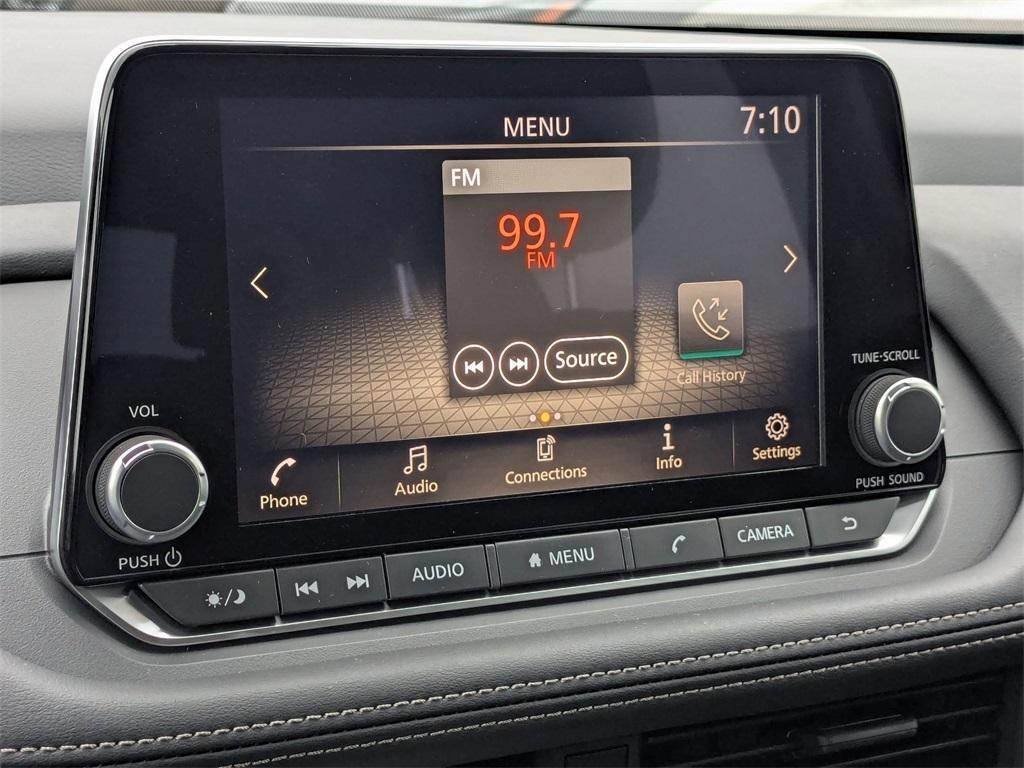 MENU
7:10
FM
99.7
FM
Source
Call History
TUNE·SCROLL
VOL
Phone
Audio
Connections
Info
Settings
PUSH SOUND
PUSH
AUDIO
MENU
CAMERA